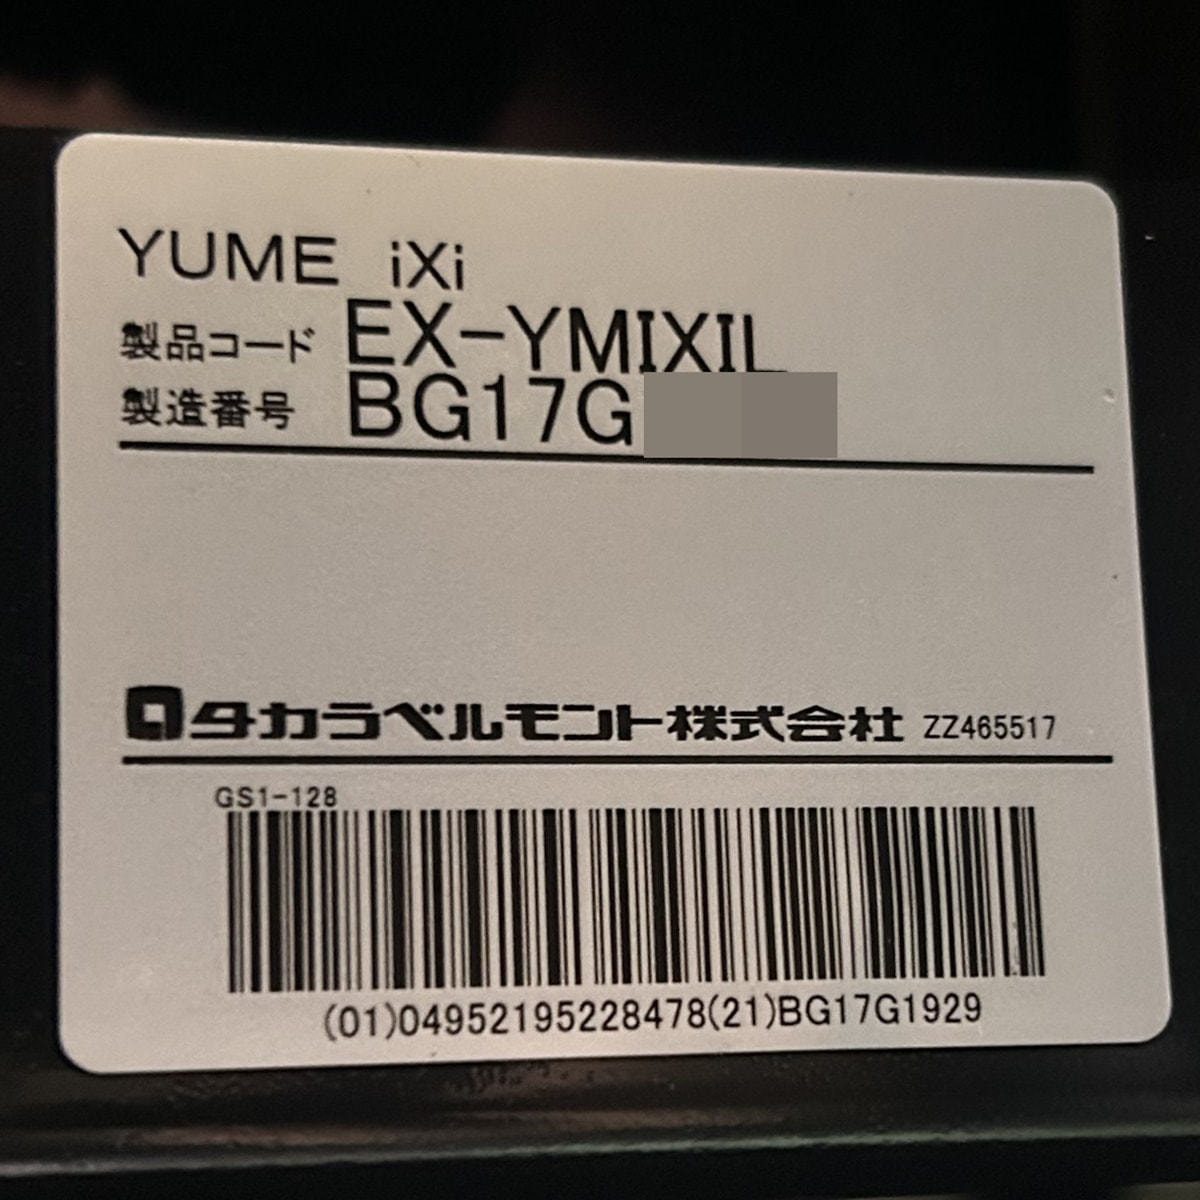 YUME iXi
製品コード EX-YMIXIL
製造番号 BG17G
タカラベルモント株式会社 ZZ465517
GS1-128
(01)04952195228478(21)BG17G1929